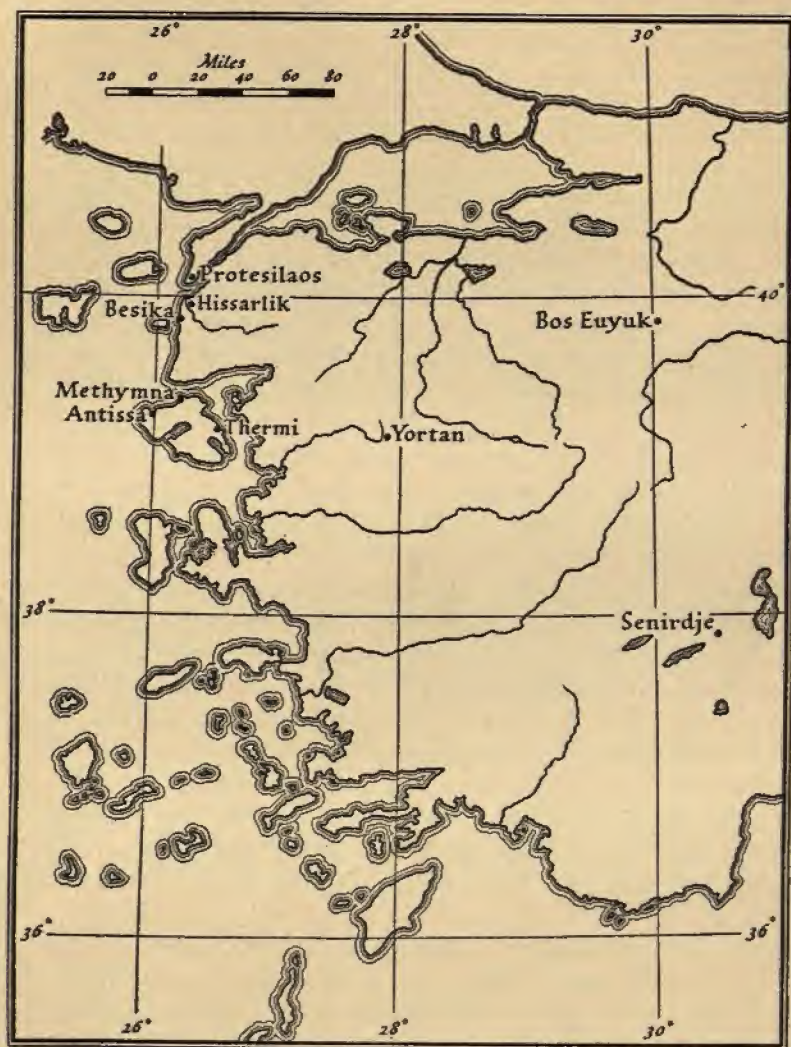 26° 28° 30°
Miles
20 0 20 40 60 80
Protesilaos
Hissarlik
40°
Besika
Bos Euyuk
Methymna
Antissa
Thermi
Yortan
38°
Senirdje
36° 36°
26° 28° 30°